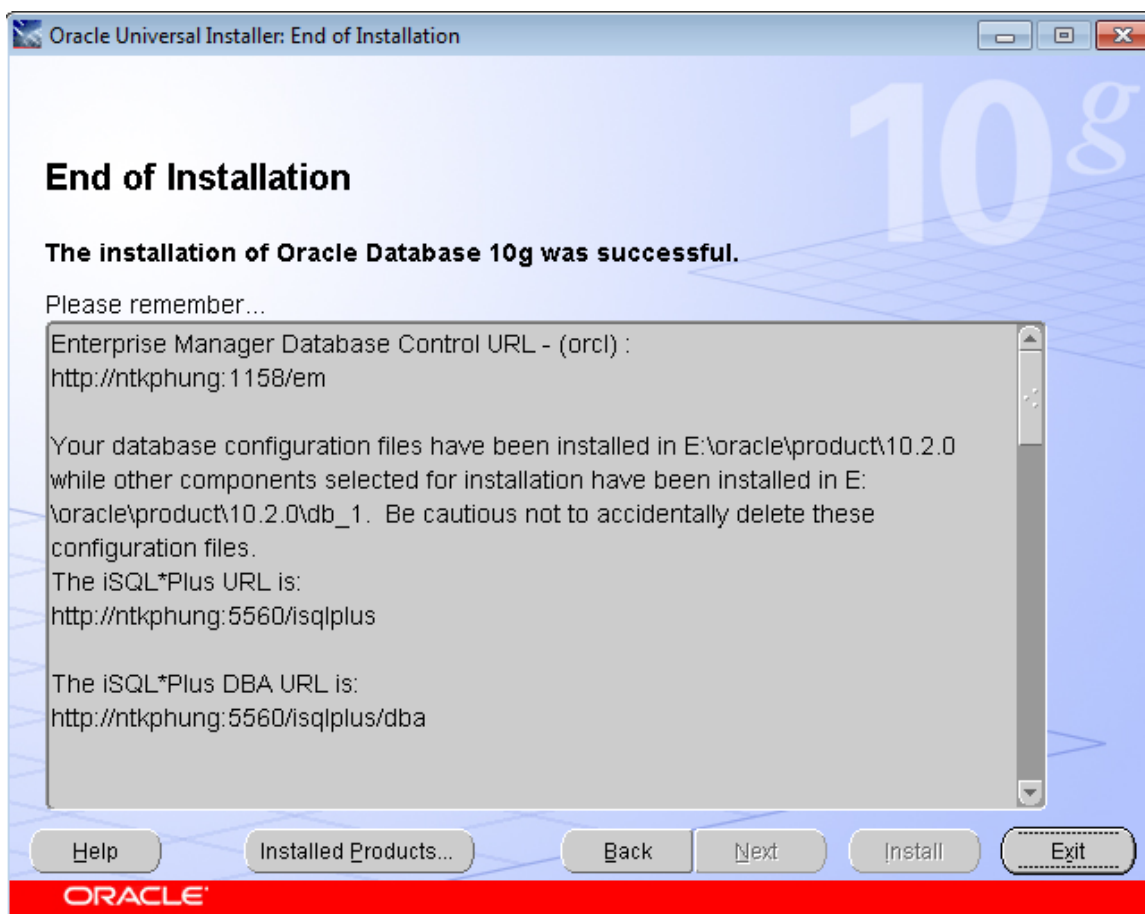 Oracle Universal Installer: End of Installation
10g
End of Installation
The installation of Oracle Database 10g was successful.
Please remember...
Enterprise Manager Database Control URL - (orcl) :
http://ntkphung:1158/em
Your database configuration files have been installed in E:\oracle\product\10.2.0
while other components selected for installation have been installed in E:
\oracle\product\10.2.0\db_1.  Be cautious not to accidentally delete these
configuration files.
The iSQL*Plus URL is:
http://ntkphung:5560/isqlplus
The iSQL*Plus DBA URL is:
http://ntkphung:5560/isqlplus/dba
Help Installed Products... Back Next Install Exit
ORACLE